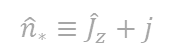 n̂* ≡ Ĵ_Z + j